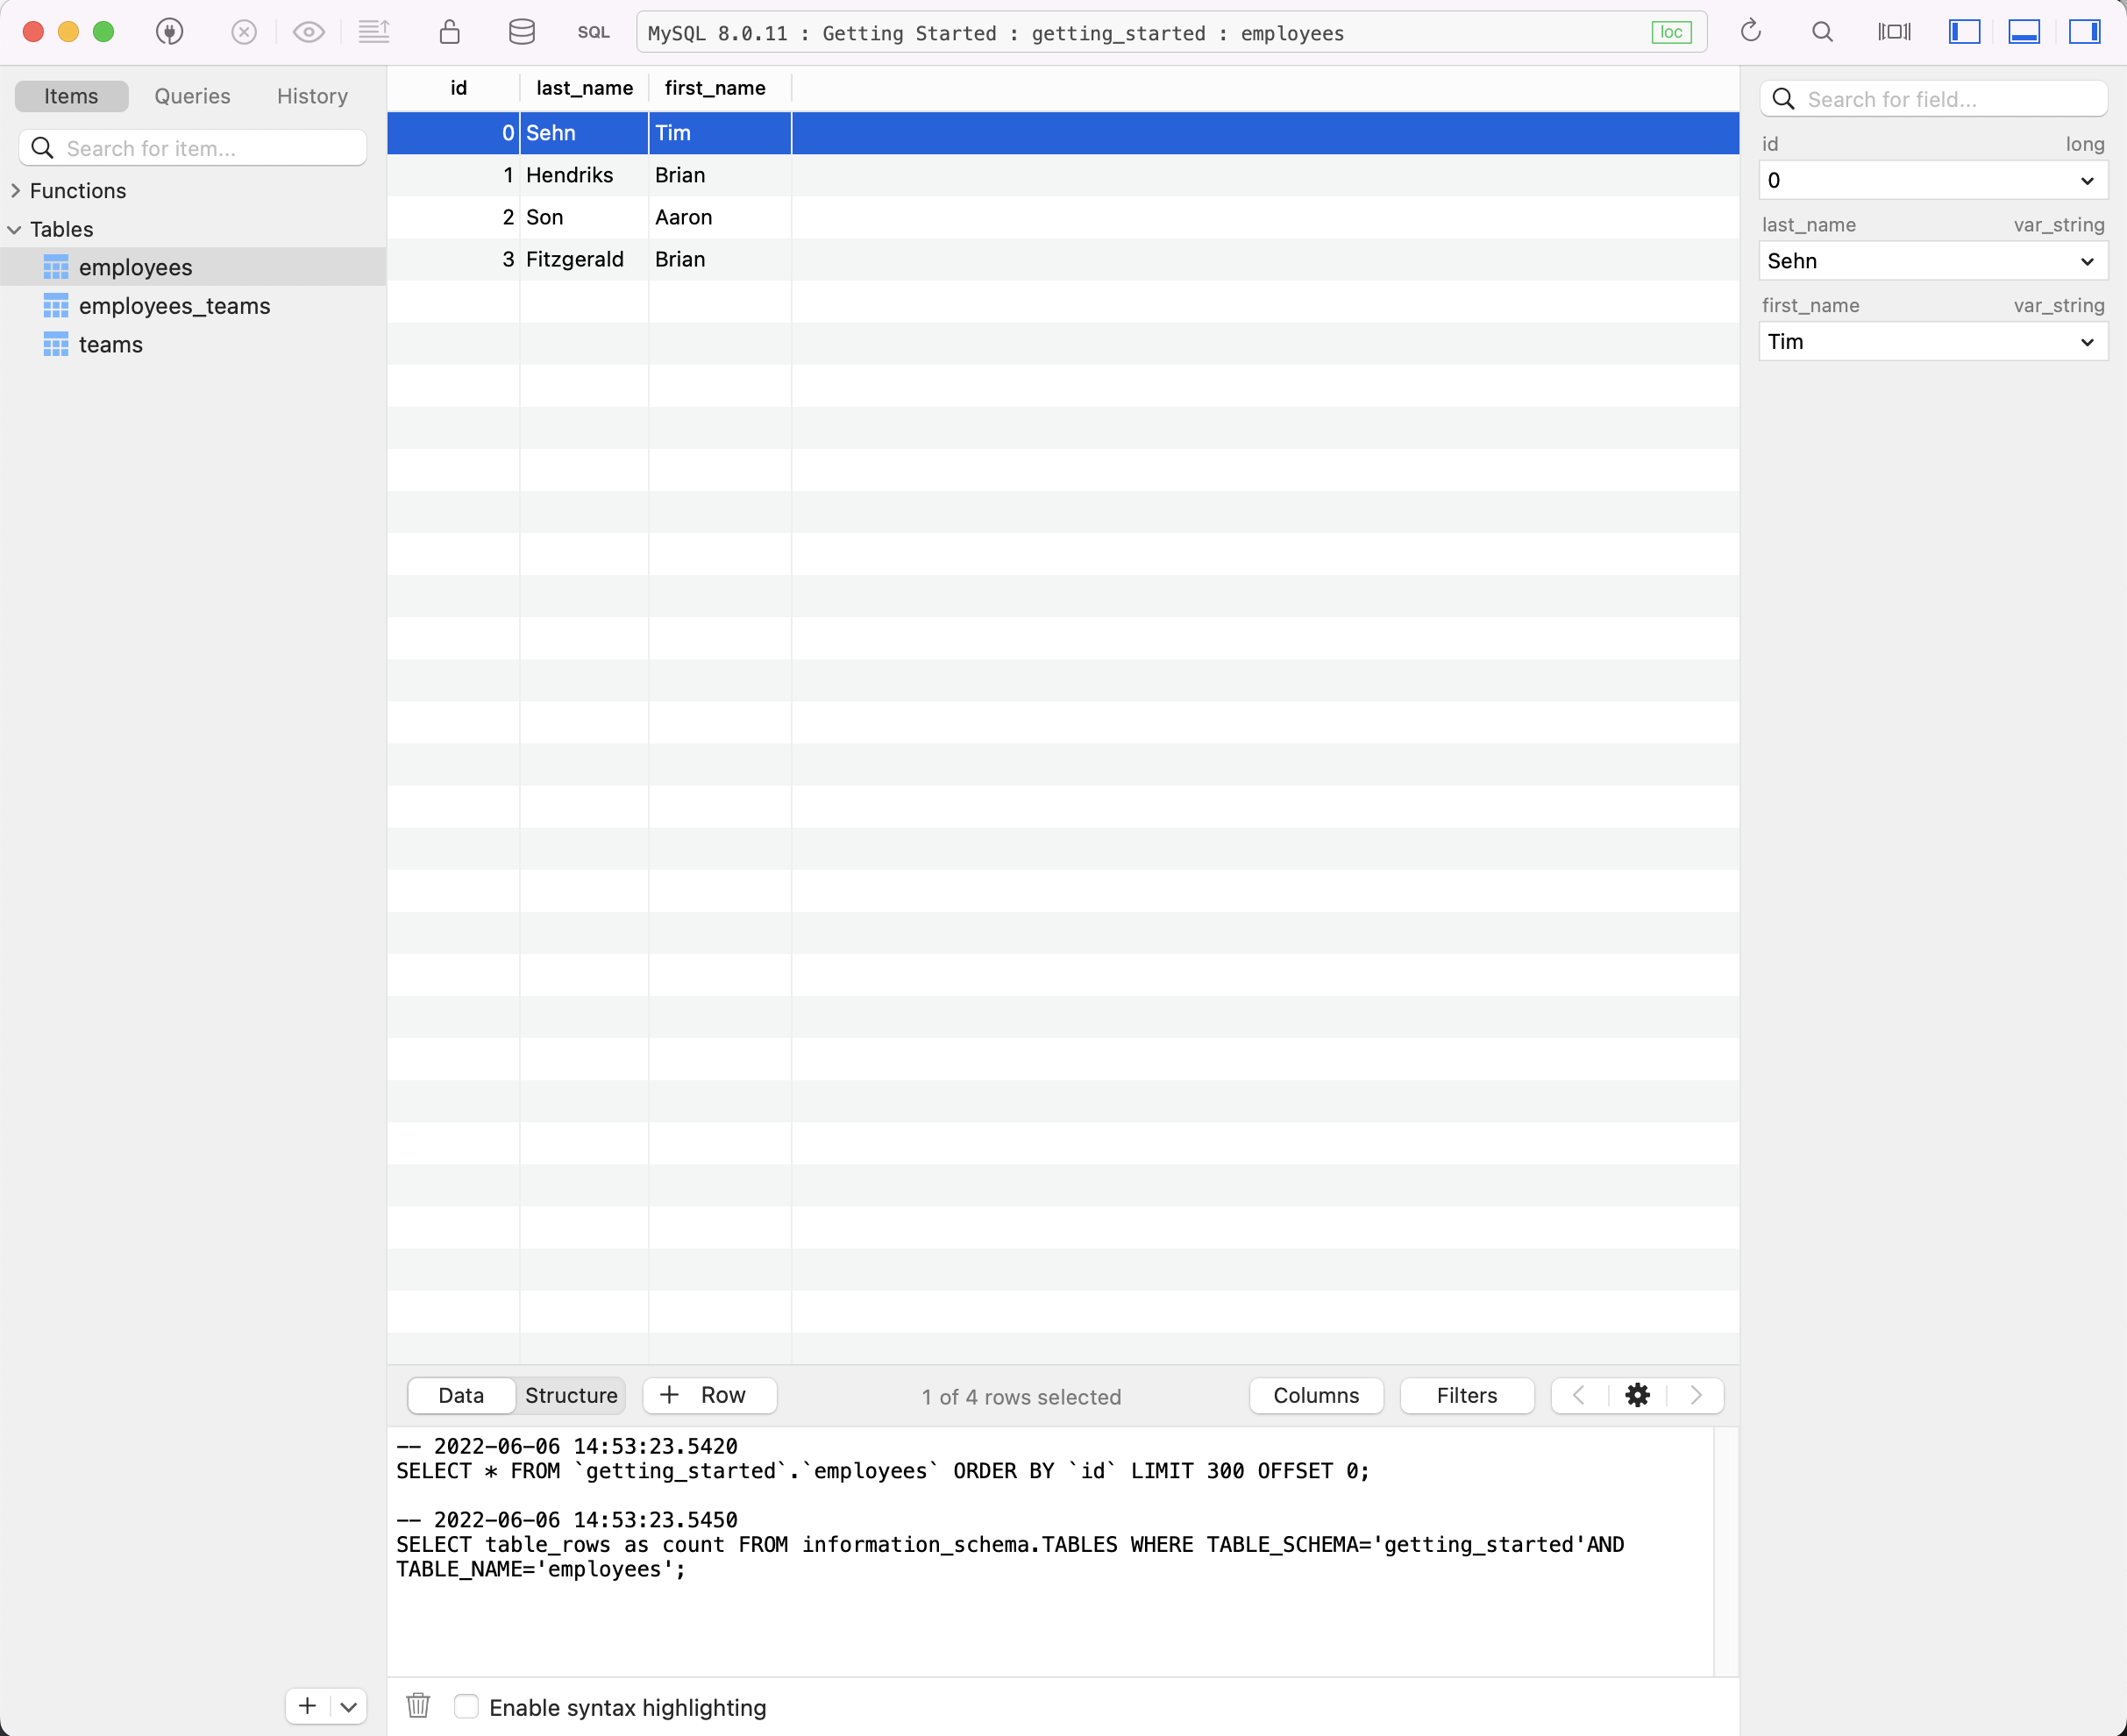 SQL
MySQL 8.0.11 : Getting Started : getting_started : employees
loc
Items
Queries
History
Search for item...
Functions
Tables
employees
employees_teams
teams
id last_name first_name
0 Sehn Tim
1 Hendriks Brian
2 Son Aaron
3 Fitzgerald Brian
Search for field...
id long
0
last_name var_string
Sehn
first_name var_string
Tim
Data
Structure
+ Row
1 of 4 rows selected
Columns
Filters
-- 2022-06-06 14:53:23.5420
SELECT * FROM `getting_started`.`employees` ORDER BY `id` LIMIT 300 OFFSET 0;
-- 2022-06-06 14:53:23.5450
SELECT table_rows as count FROM information_schema.TABLES WHERE TABLE_SCHEMA='getting_started'AND
TABLE_NAME='employees';
Enable syntax highlighting